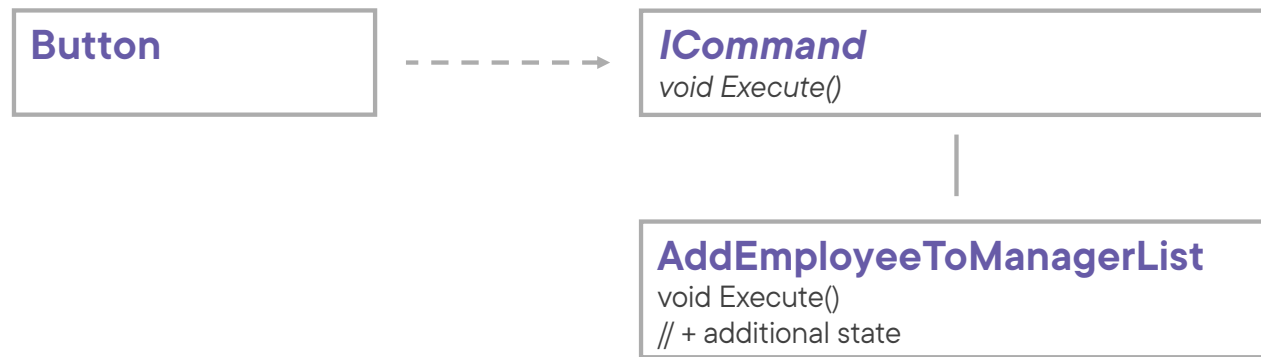 Button
ICommand
void Execute()
AddEmployeeToManagerList
void Execute()
// + additional state